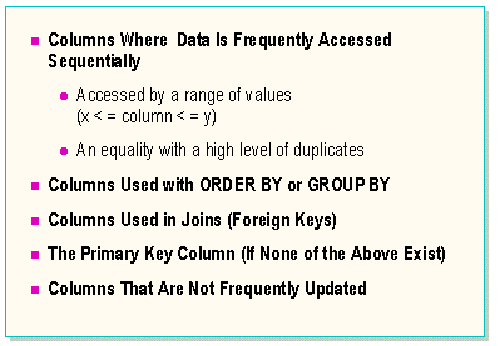 Columns Where Data Is Frequently Accessed
Sequentially
Accessed by a range of values
(x < = column < = y)
An equality with a high level of duplicates
Columns Used with ORDER BY or GROUP BY
Columns Used in Joins (Foreign Keys)
The Primary Key Column (If None of the Above Exist)
Columns That Are Not Frequently Updated